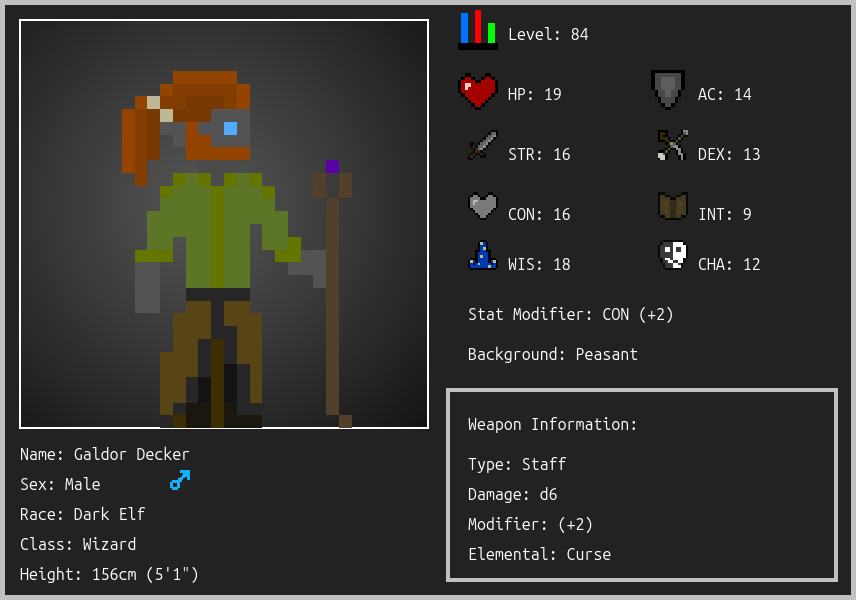 Level: 84
HP: 19
AC: 14
STR: 16
DEX: 13
CON: 16
INT: 9
WIS: 18
CHA: 12
Stat Modifier: CON (+2)
Background: Peasant
Name: Galdor Decker
Sex: Male
Race: Dark Elf
Class: Wizard
Height: 156cm (5'1")
Weapon Information:
Type: Staff
Damage: d6
Modifier: (+2)
Elemental: Curse